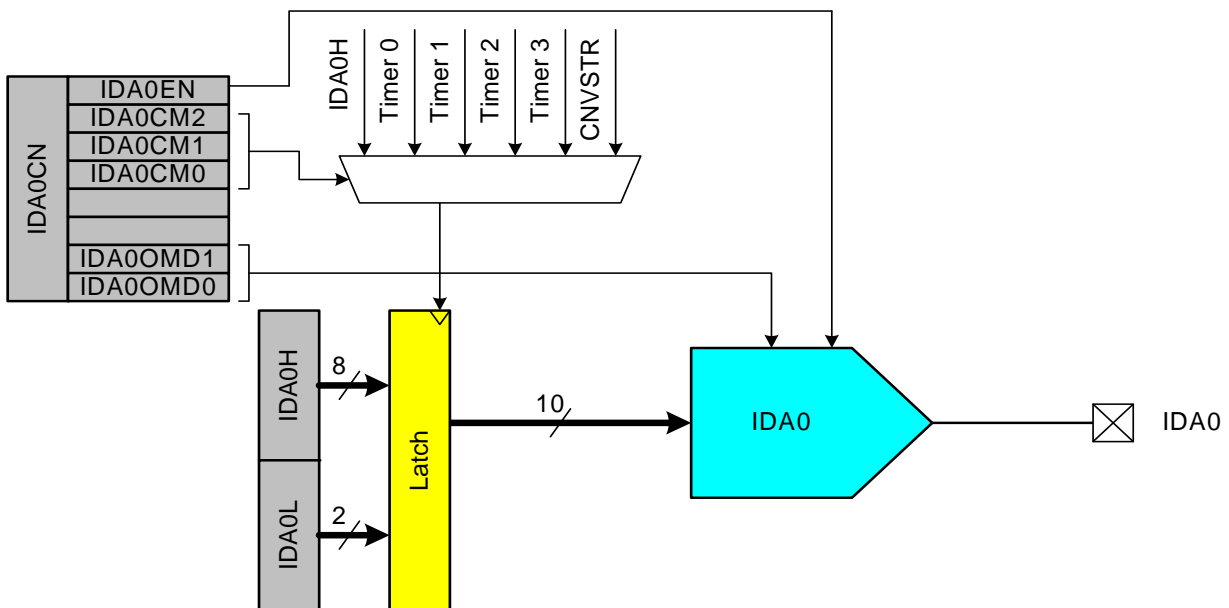 IDA0CN
IDA0EN
IDA0CM2
IDA0CM1
IDA0CM0
IDA0OMD1
IDA0OMD0
IDA0H
Timer 0
Timer 1
Timer 2
Timer 3
CNVSTR
IDA0H
8
IDA0L
2
Latch
10
IDA0
IDA0